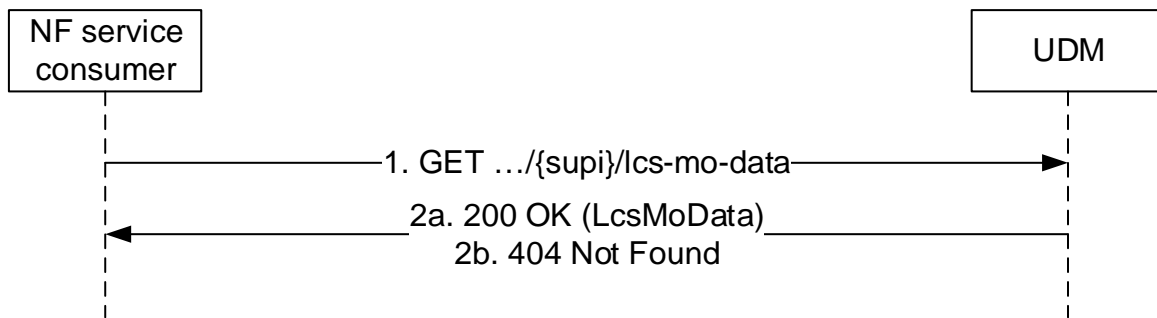 NF service
consumer
UDM
1. GET …/{supi}/lcs-mo-data
2a. 200 OK (LcsMoData)
2b. 404 Not Found